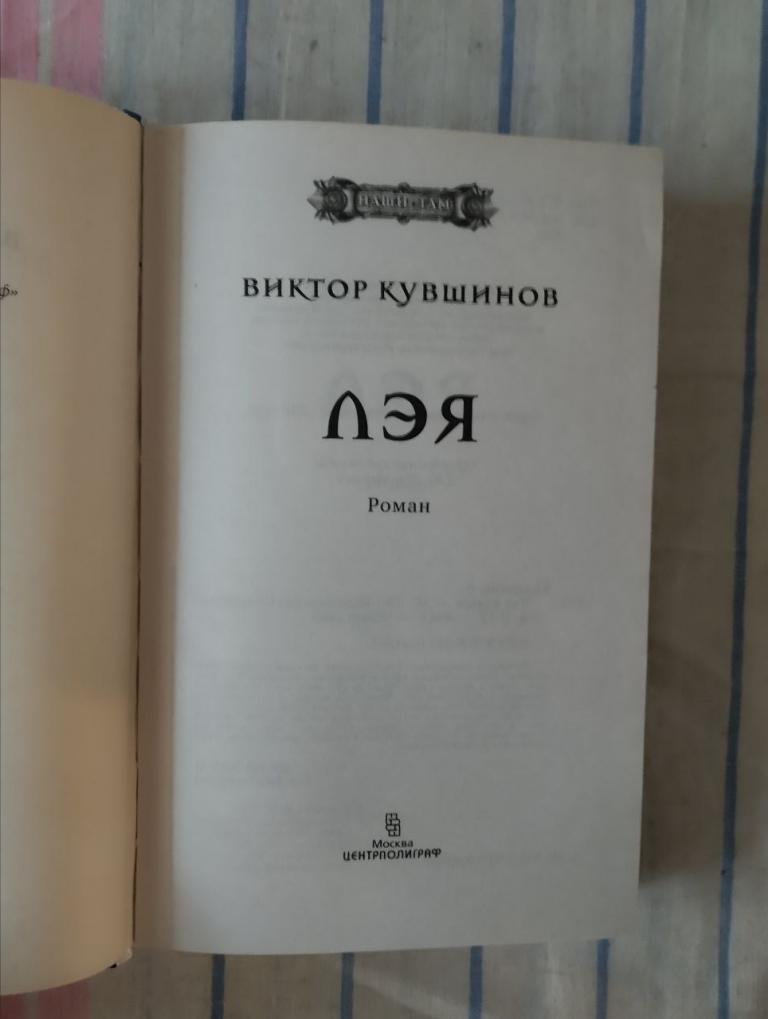 НАШИ ТАМ
ВИКТОР КУВШИНОВ
ЛЭЯ
Роман
Москва
ЦЕНТРПОЛИГРАФ
ф»